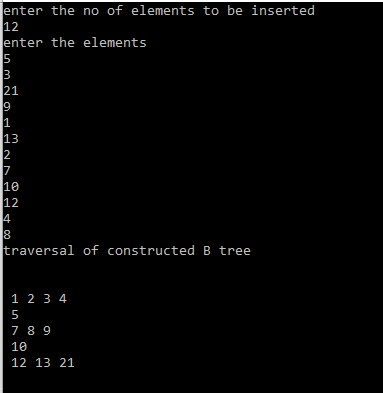 enter the no of elements to be inserted
12
enter the elements
5
3
21
9
1
13
2
7
10
12
4
8
traversal of constructed B tree
1 2 3 4
5
7 8 9
10
12 13 21